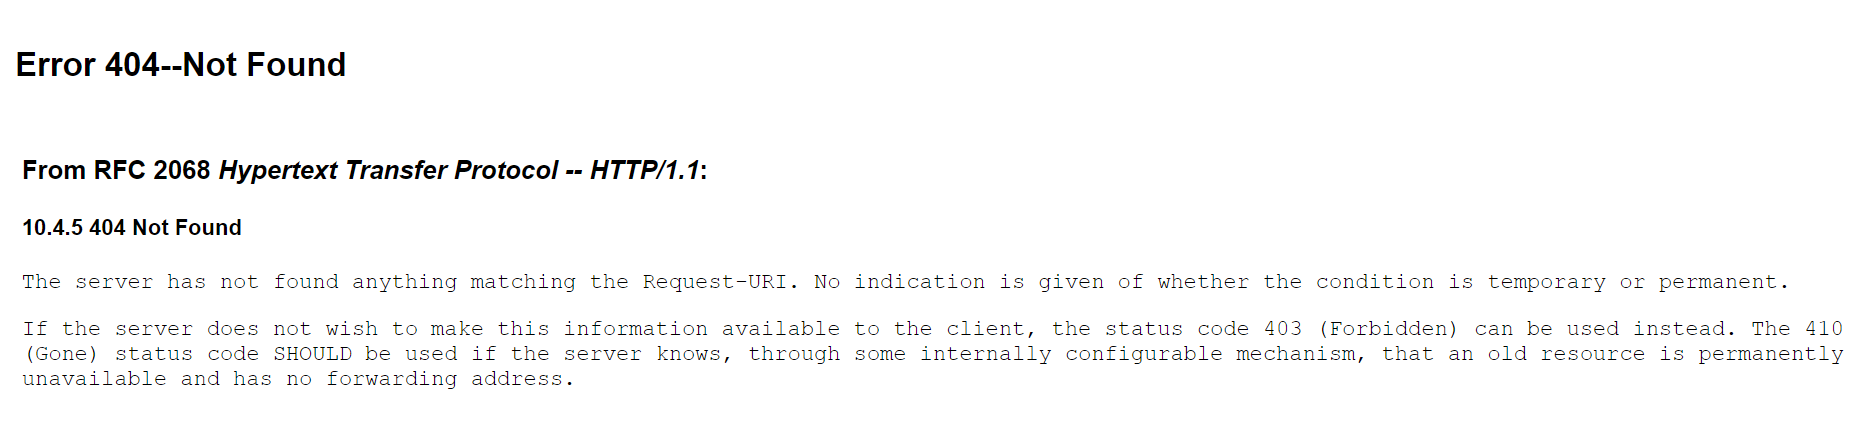 Error 404--Not Found
From RFC 2068 Hypertext Transfer Protocol -- HTTP/1.1:
10.4.5 404 Not Found
The server has not found anything matching the Request-URI. No indication is given of whether the condition is temporary or permanent.
If the server does not wish to make this information available to the client, the status code 403 (Forbidden) can be used instead. The 410
(Gone) status code SHOULD be used if the server knows, through some internally configurable mechanism, that an old resource is permanently
unavailable and has no forwarding address.